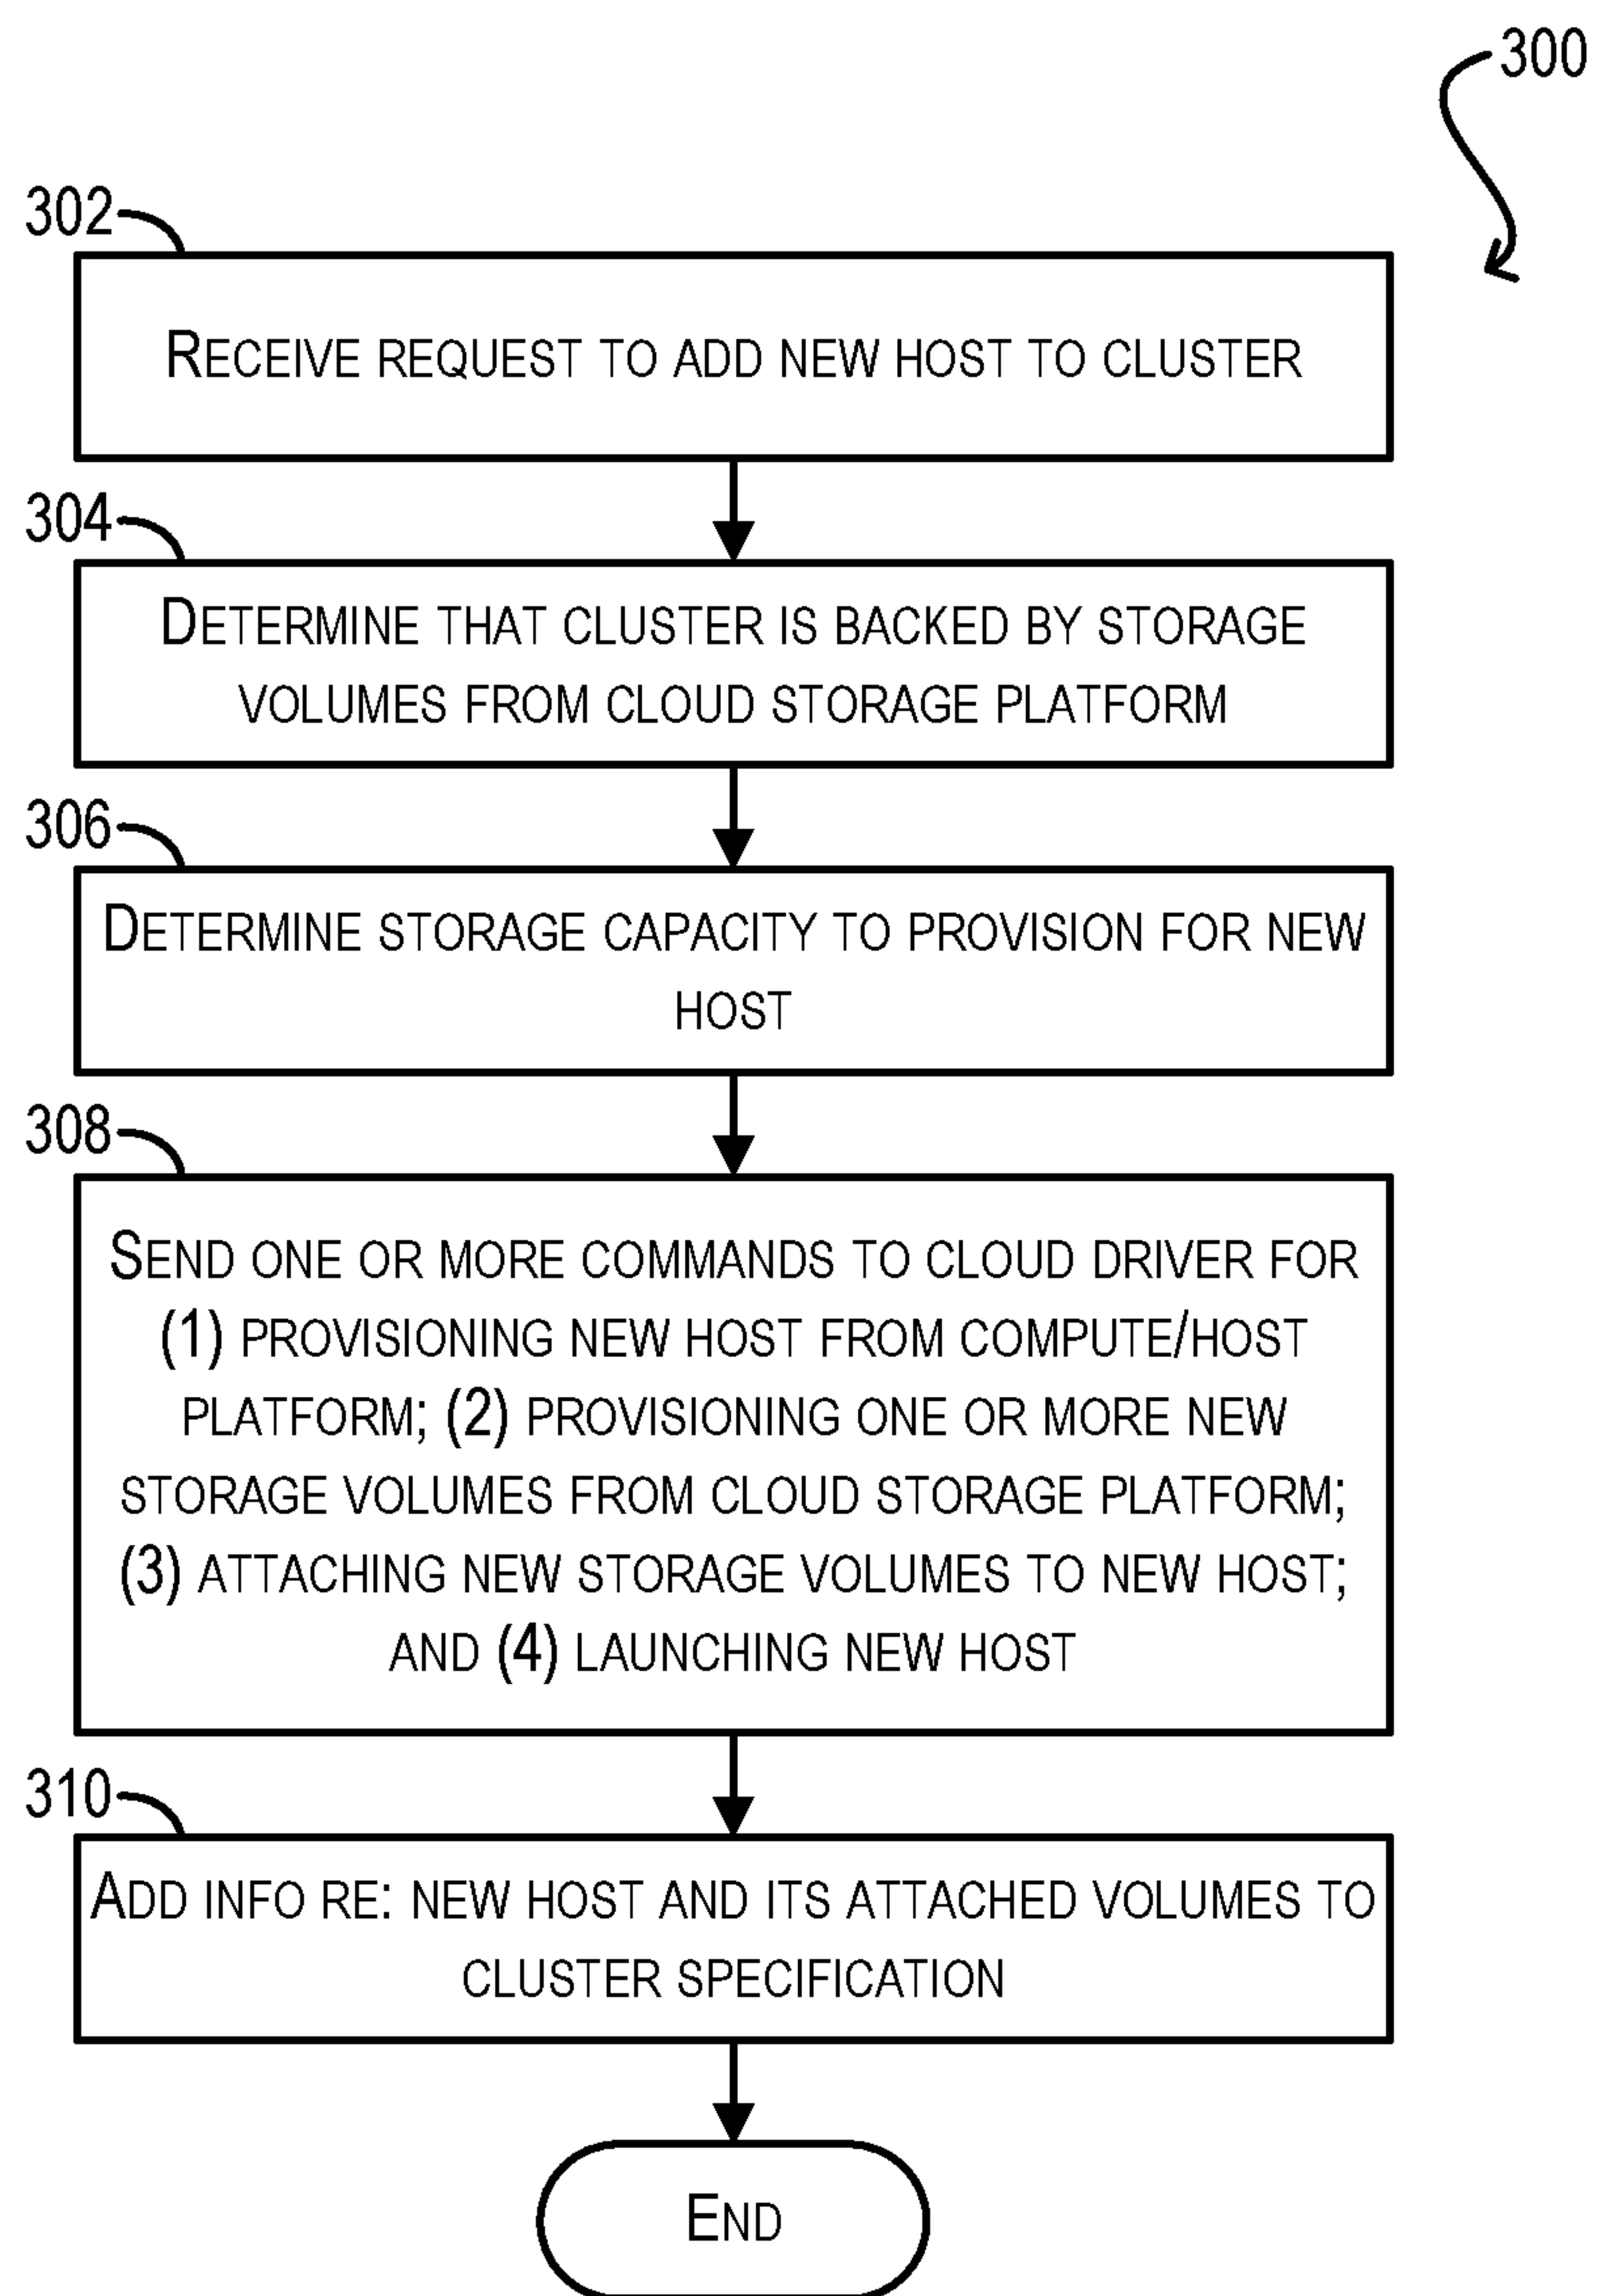 300
302
RECEIVE REQUEST TO ADD NEW HOST TO CLUSTER
304
DETERMINE THAT CLUSTER IS BACKED BY STORAGE
VOLUMES FROM CLOUD STORAGE PLATFORM
306
DETERMINE STORAGE CAPACITY TO PROVISION FOR NEW
HOST
308
SEND ONE OR MORE COMMANDS TO CLOUD DRIVER FOR
(1) PROVISIONING NEW HOST FROM COMPUTE/HOST
PLATFORM; (2) PROVISIONING ONE OR MORE NEW
STORAGE VOLUMES FROM CLOUD STORAGE PLATFORM;
(3) ATTACHING NEW STORAGE VOLUMES TO NEW HOST;
AND (4) LAUNCHING NEW HOST
310
ADD INFO RE: NEW HOST AND ITS ATTACHED VOLUMES TO
CLUSTER SPECIFICATION
END